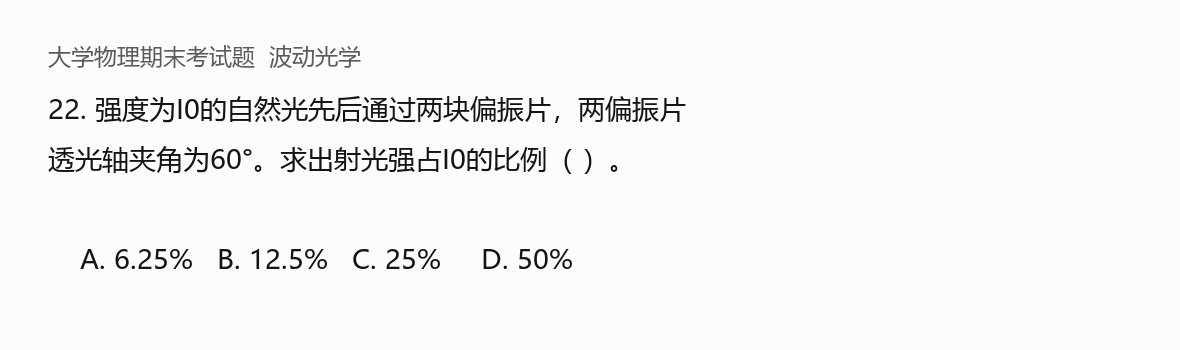 大学物理期末考试题 波动光学
22. 强度为I0的自然光先后通过两块偏振片，两偏振片
透光轴夹角为60°。求出射光强占I0的比例（ ）。
A. 6.25% B. 12.5% C. 25% D. 50%